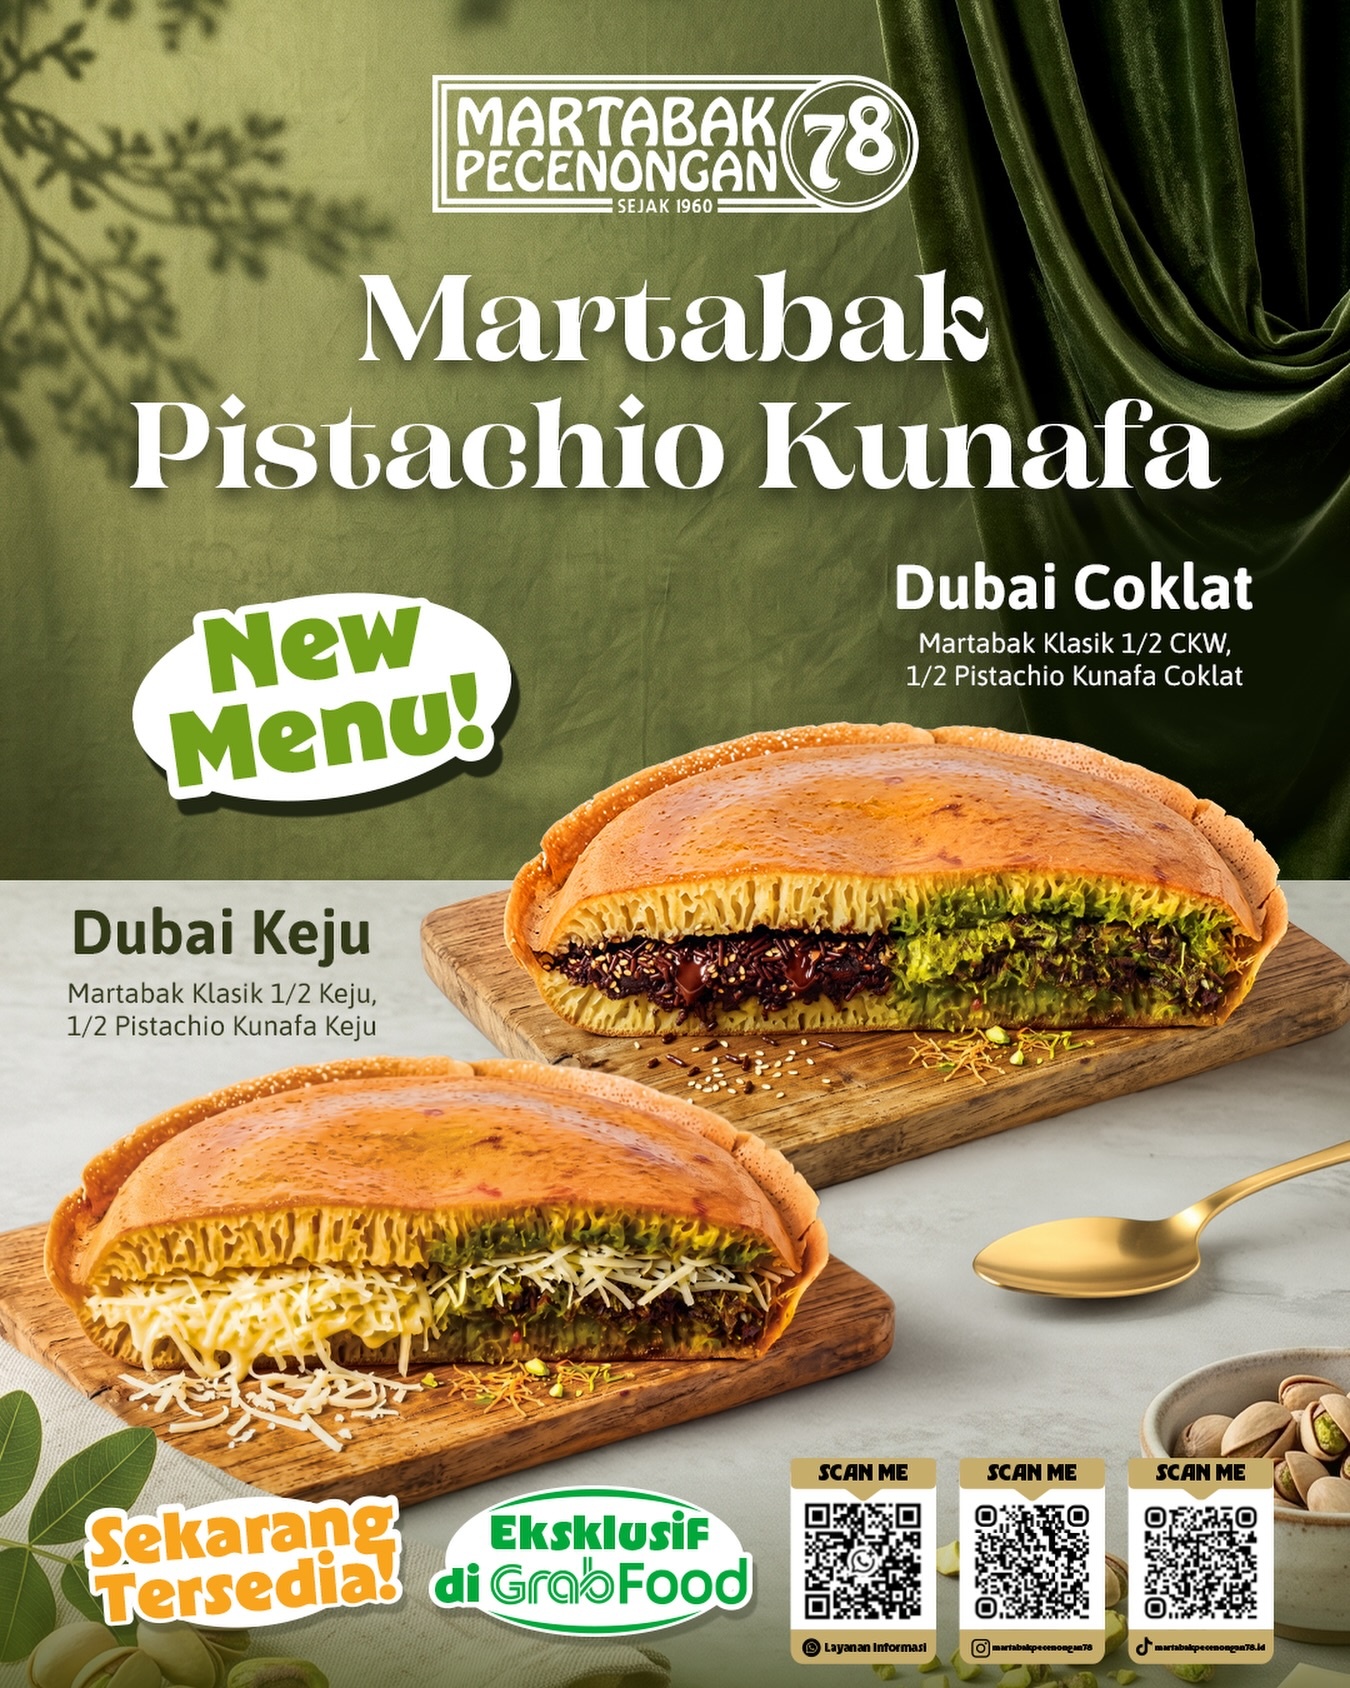 MARTABAK
PECENONGAN
78
SEJAK 1960
Martabak
Pistachio Kunafa
Dubai Coklat
Martabak Klasik 1/2 CKW,
1/2 Pistachio Kunafa Coklat
New
Menu!
Dubai Keju
Martabak Klasik 1/2 Keju,
1/2 Pistachio Kunafa Keju
Sekarang
Tersedia!
Eksklusif
di GrabFood
SCAN ME
Layanan Informasi
SCAN ME
martabakpecenongan78
SCAN ME
martabakpecenongan78.id